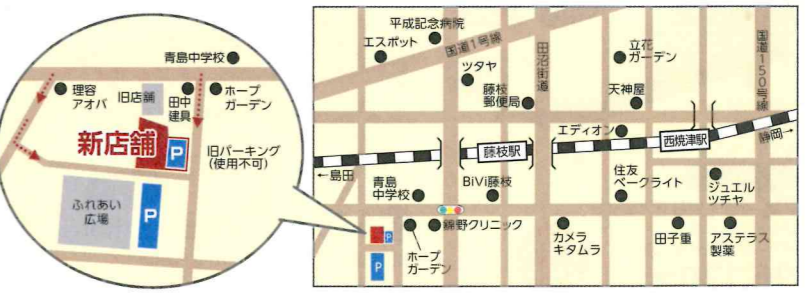 青島中学校
理容
アオバ
旧店舗
田中
建具
ホープ
ガーデン
新店舗
P
旧パーキング
(使用不可)
ふれあい
広場
P
平成記念病院
エスポット
国道1号線
ツタヤ
田沼街道
立花
ガーデン
国道150号線
藤枝
郵便局
天神屋
エディオン
藤枝駅
西焼津駅
静岡→
←島田
青島
中学校
BiVi藤枝
住友
ベークライト
ジュエル
ツチヤ
野クリニック
P
ホープ
ガーデン
P
カメラ
キタムラ
田子重
アステラス
製薬